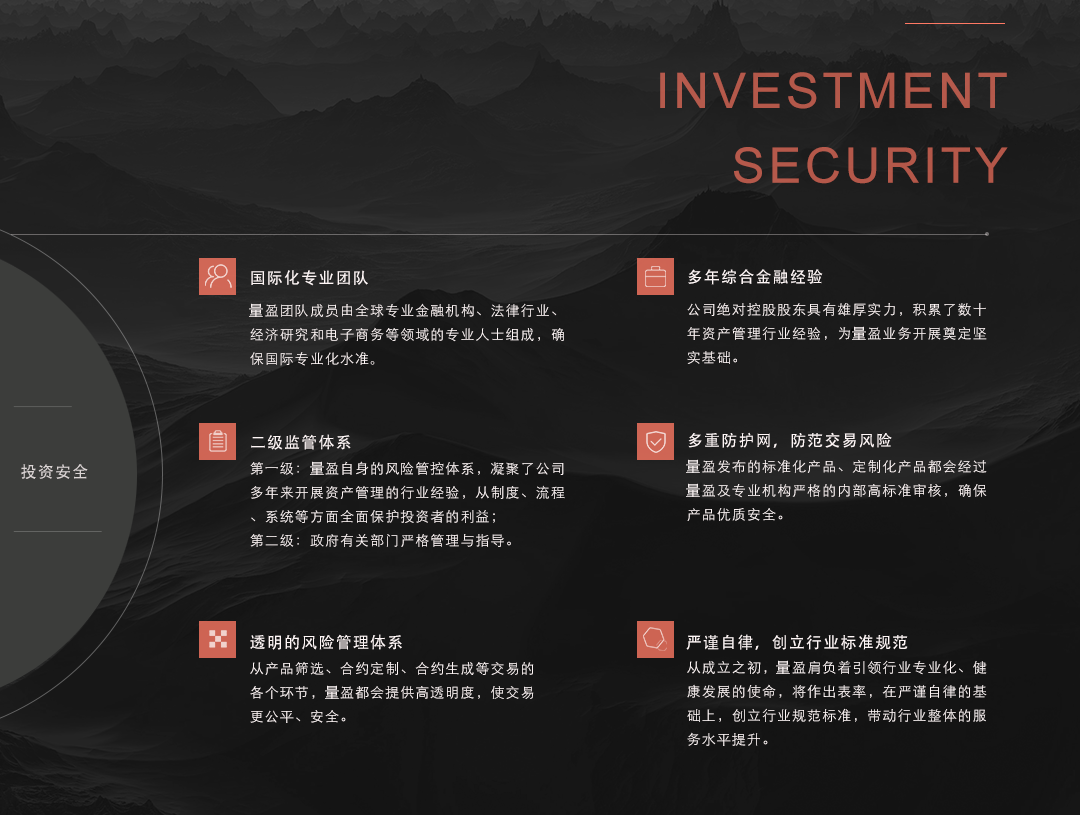 INVESTMENT
SECURITY
投资安全
国际化专业团队
量盈团队成员由全球专业金融机构、法律行业、
经济研究和电子商务等领域的专业人士组成，确
保国际专业化水准。
多年综合金融经验
公司绝对控股股东具有雄厚实力，积累了数十
年资产管理行业经验，为量盈业务开展奠定坚
实基础。
二级监管体系
第一级：量盈自身的风险管控体系，凝聚了公司
多年来开展资产管理的行业经验，从制度、流程
、系统等方面全面保护投资者的利益；
第二级：政府有关部门严格管理与指导。
多重防护网，防范交易风险
量盈发布的标准化产品、定制化产品都会经过
量盈及专业机构严格的内部高标准审核，确保
产品优质安全。
透明的风险管理体系
从产品筛选、合约定制、合约生成等交易的
各个环节，量盈都会提供高透明度，使交易
更公平、安全。
严谨自律，创立行业标准规范
从成立之初，量盈肩负着引领行业专业化、健
康发展的使命，将作出表率，在严谨自律的基
础上，创立行业规范标准，带动行业整体的服
务水平提升。